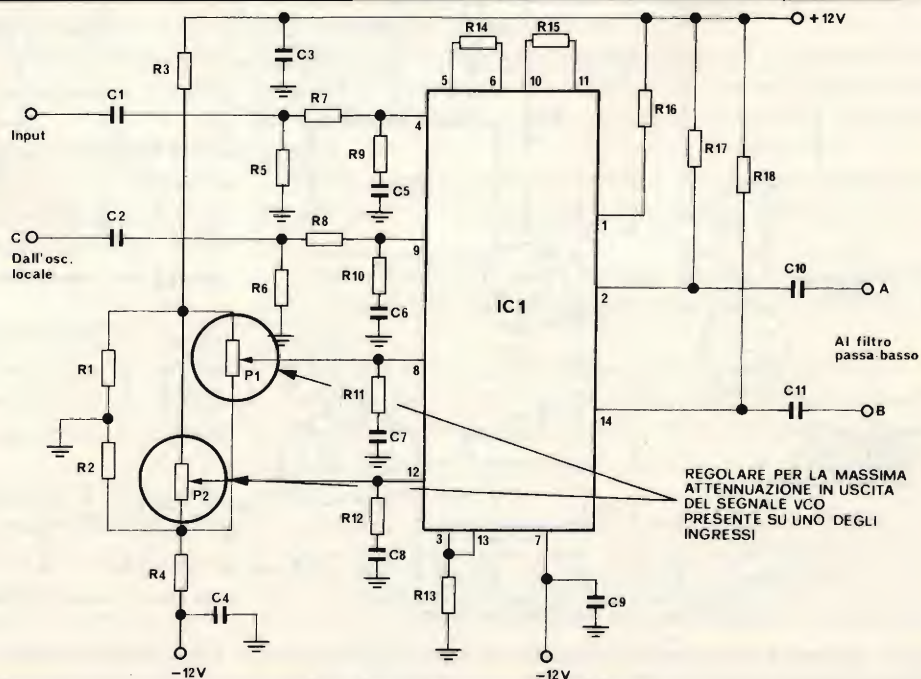 + 12V
R14
R15
R3
C3
5
6
10
11
R16
C1
R7
4
Input
R17
R9
R5
R18
C5
C2
R8
9
1
C
Dall'osc.
locale
R10
C10
R6
2
A
IC1
C6
Al filtro
passa-basso
R1
P1
8
R11
C11
14
B
C7
R2
P2
12
REGOLARE PER LA MASSIMA
ATTENNUAZIONE IN USCITA
DEL SEGNALE VCO
PRESENTE SU UNO DEGLI
INGRESSI
R12
C8
3
13
7
R4
R13
C9
C4
−12V
−12V